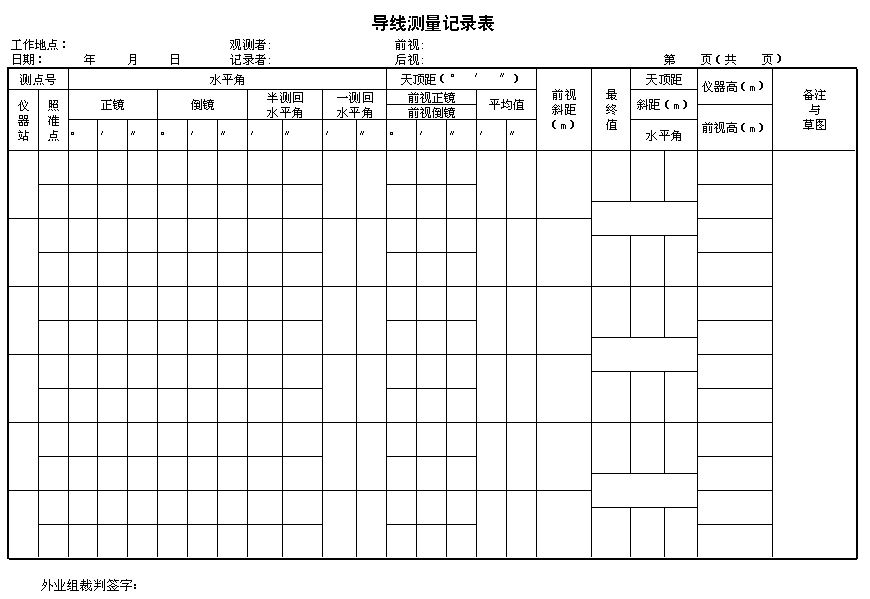 导线测量记录表
工作地点： 观测者: 前视:
日期： 年 月 日 记录者: 后视: 第 页(共 页)
测点号 水平角 天顶距(° ′ ″) 前视斜距(m) 最终值 天顶距 仪器高(m) 备注与草图
仪器站 照准点 正镜 倒镜 半测回水平角 一测回水平角 前视正镜 平均值 斜距(m)
前视倒镜 前视高(m)
° ′ ″ ° ′ ″ ′ ″ ′ ″ ° ′ ″ ′ ″ 水平角
外业组裁判签字: